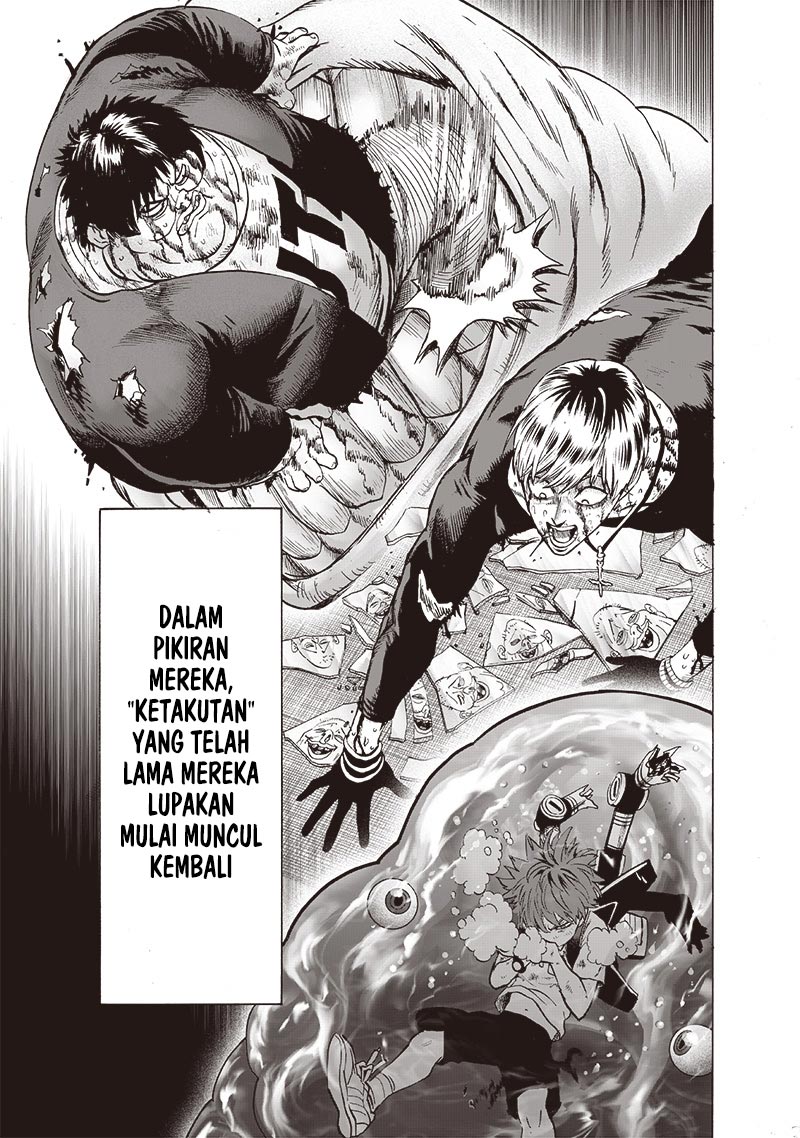 DALAM
PIKIRAN
MEREKA,
"KETAKUTAN"
YANG TELAH
LAMA MEREKA
LUPAKAN
MULAI MUNCUL
KEMBALI